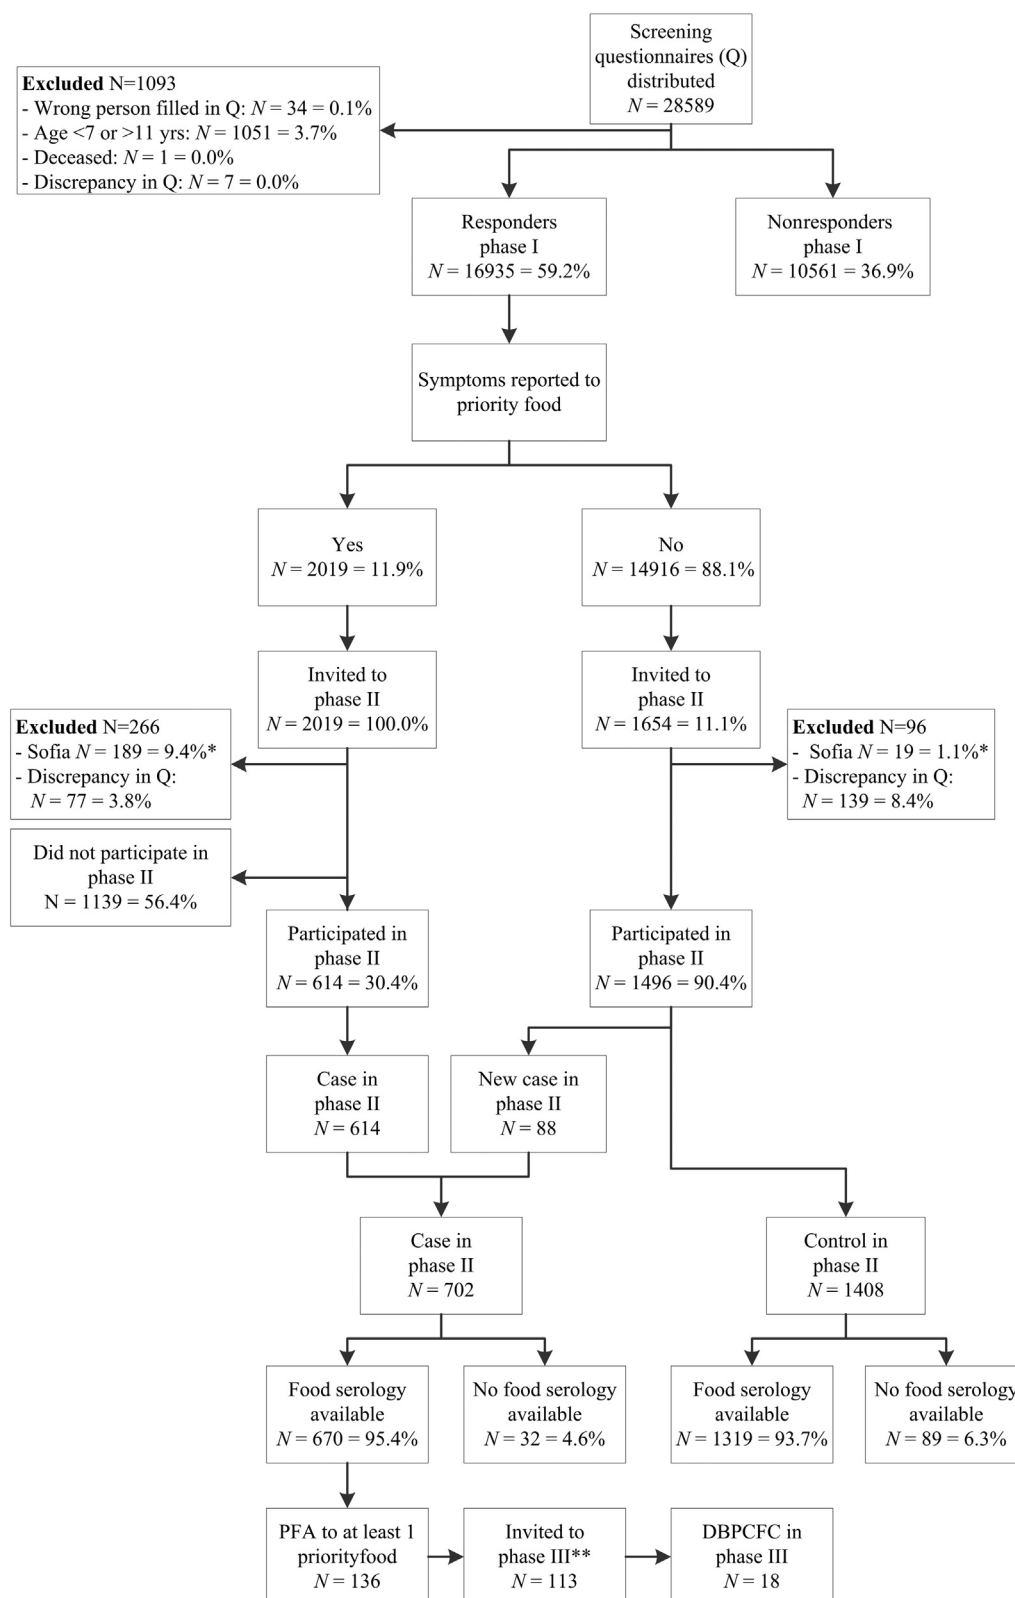 Screening
questionnaires (Q)
distributed
N = 28589
Excluded N=1093
- Wrong person filled in Q: N = 34 = 0.1%
- Age <7 or >11 yrs: N = 1051 = 3.7%
- Deceased: N = 1 = 0.0%
- Discrepancy in Q: N = 7 = 0.0%
Responders
phase I
N = 16935 = 59.2%
Nonresponders
phase I
N = 10561 = 36.9%
Symptoms reported to
priority food
Yes
N = 2019 = 11.9%
No
N = 14916 = 88.1%
Invited to
phase II
N = 2019 = 100.0%
Invited to
phase II
N = 1654 = 11.1%
Excluded N=266
- Sofia N = 189 = 9.4%*
- Discrepancy in Q:
N = 77 = 3.8%
Excluded N=96
- Sofia N = 19 = 1.1%*
- Discrepancy in Q:
N = 139 = 8.4%
Did not participate in
phase II
N = 1139 = 56.4%
Participated in
phase II
N = 614 = 30.4%
Participated in
phase II
N = 1496 = 90.4%
Case in
phase II
N = 614
New case in
phase II
N = 88
Case in
phase II
N = 702
Control in
phase II
N = 1408
Food serology
available
N = 670 = 95.4%
No food serology
available
N = 32 = 4.6%
Food serology
available
N = 1319 = 93.7%
No food serology
available
N = 89 = 6.3%
PFA to at least 1
priorityfood
N = 136
Invited to
phase III**
N = 113
DBPCFC in
phase III
N = 18